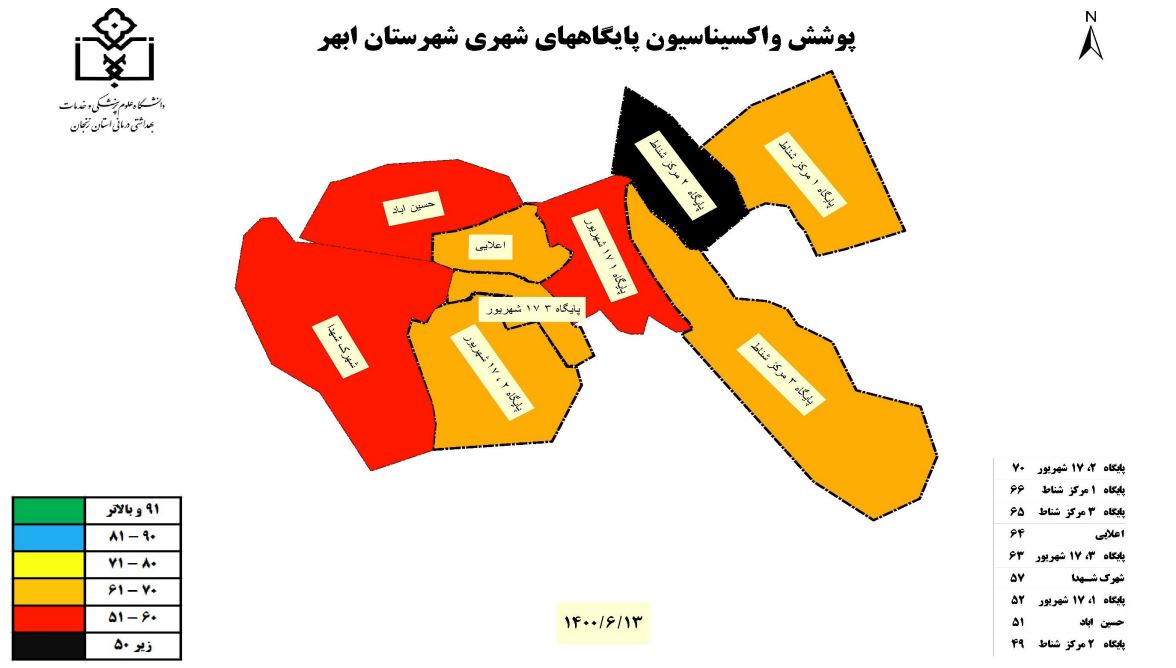 پوشش واکسیناسیون پایگاههای شهری شهرستان ابهر
N
دانشگاه علوم پزشکی و خدمات
بهداشتی درمانی استان زنجان
پایگاه ۱ مرکز شناط
پایگاه ۲ مرکز شناط
حسین اباد
اعلایی
پایگاه ۱ ۱۷ شهریور
پایگاه ۳ ۱۷ شهریور
شهرک شهدا
پایگاه ۲ ، ۱۷ شهریور
پایگاه ۳ مرکز شناط
پایگاه ۲، ۱۷ شهریور ۷۰
پایگاه ۱ مرکز شناط ۶۶
پایگاه ۳ مرکز شناط ۶۵
اعلایی ۶۴
پایگاه ۳، ۱۷ شهریور ۶۳
شهرک شهدا ۵۷
پایگاه ۱، ۱۷ شهریور ۵۲
حسین اباد ۵۱
پایگاه ۲ مرکز شناط ۴۹
۹۱ و بالاتر
۸۱ – ۹۰
۷۱ – ۸۰
۶۱ – ۷۰
۵۱ – ۶۰
زیر ۵۰
۱۴۰۰/۶/۱۳